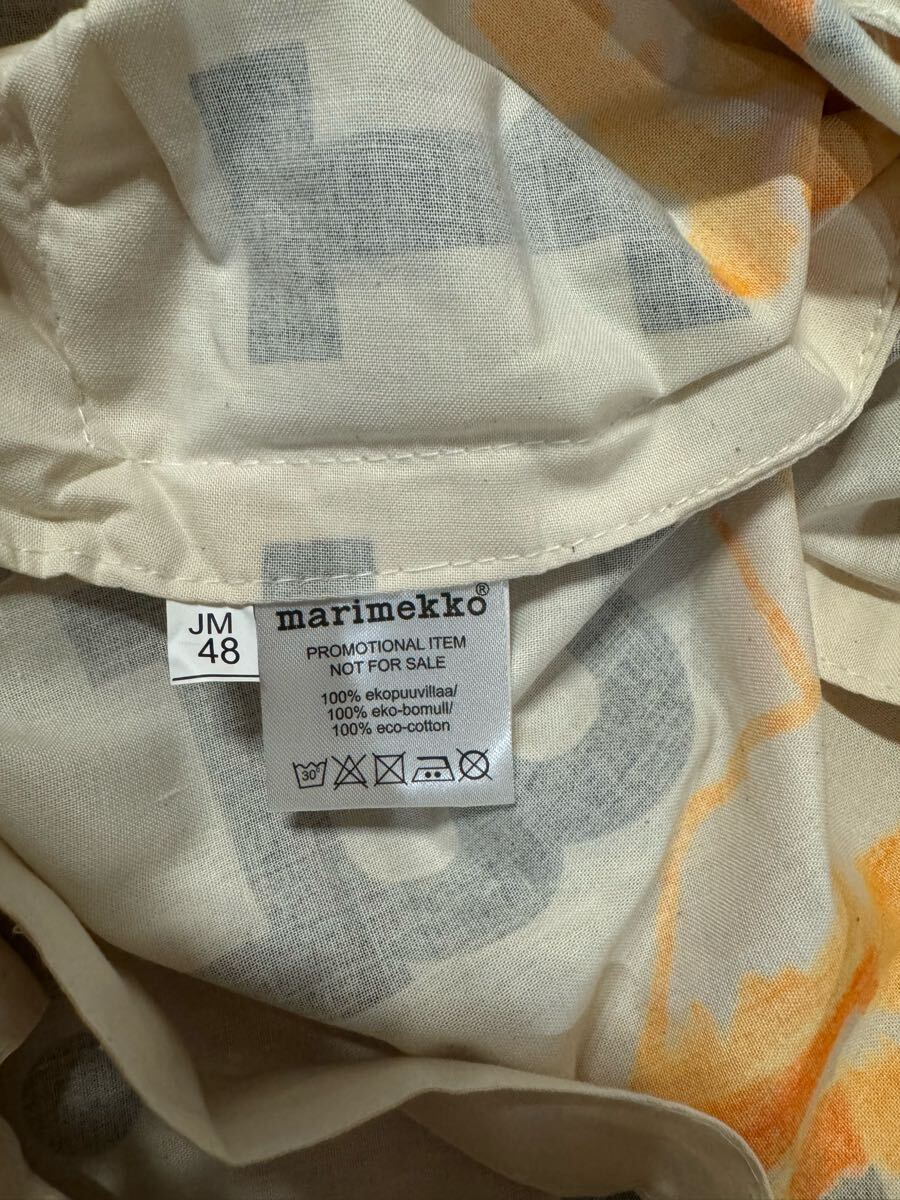 JM
48
marimekko®
PROMOTIONAL ITEM
NOT FOR SALE
100% ekopuuvillaa/
100% eko-bomull/
100% eco-cotton
30°